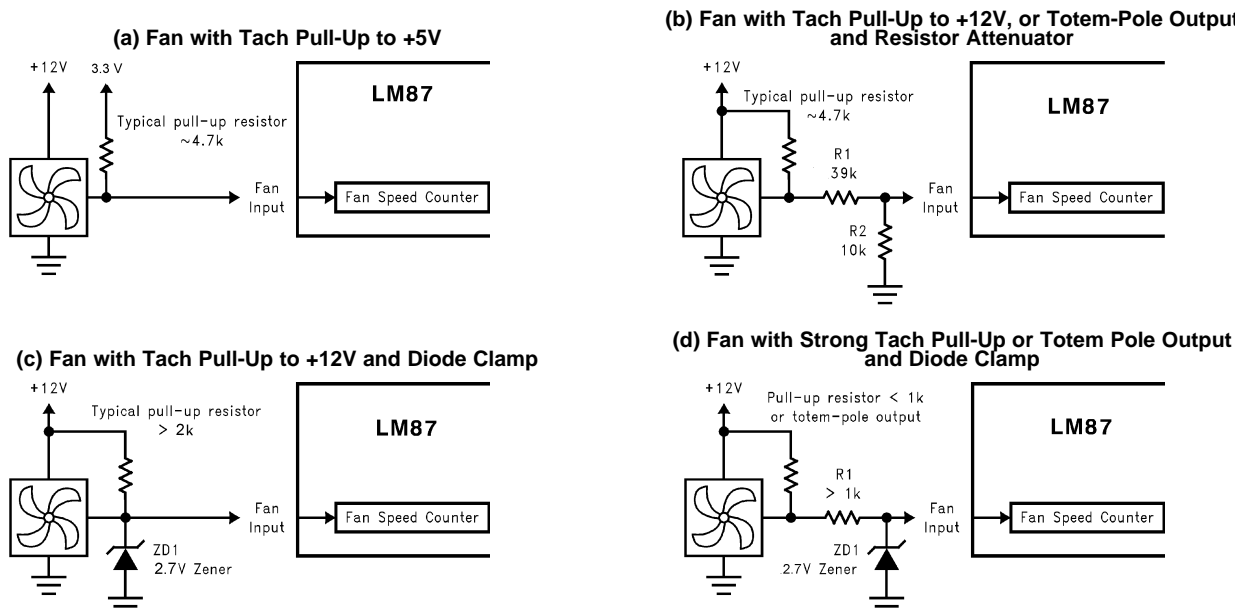 (a) Fan with Tach Pull-Up to +5V
+12V
3.3 V
Typical pull-up resistor
~4.7k
Fan
Input
LM87
Fan Speed Counter
(b) Fan with Tach Pull-Up to +12V, or Totem-Pole Output
and Resistor Attenuator
+12V
Typical pull-up resistor
~4.7k
R1
39k
R2
10k
Fan
Input
LM87
Fan Speed Counter
(c) Fan with Tach Pull-Up to +12V and Diode Clamp
+12V
Typical pull-up resistor
> 2k
ZD1
2.7V Zener
Fan
Input
LM87
Fan Speed Counter
(d) Fan with Strong Tach Pull-Up or Totem Pole Output
and Diode Clamp
+12V
Pull-up resistor < 1k
or totem-pole output
R1
> 1k
ZD1
2.7V Zener
Fan
Input
LM87
Fan Speed Counter